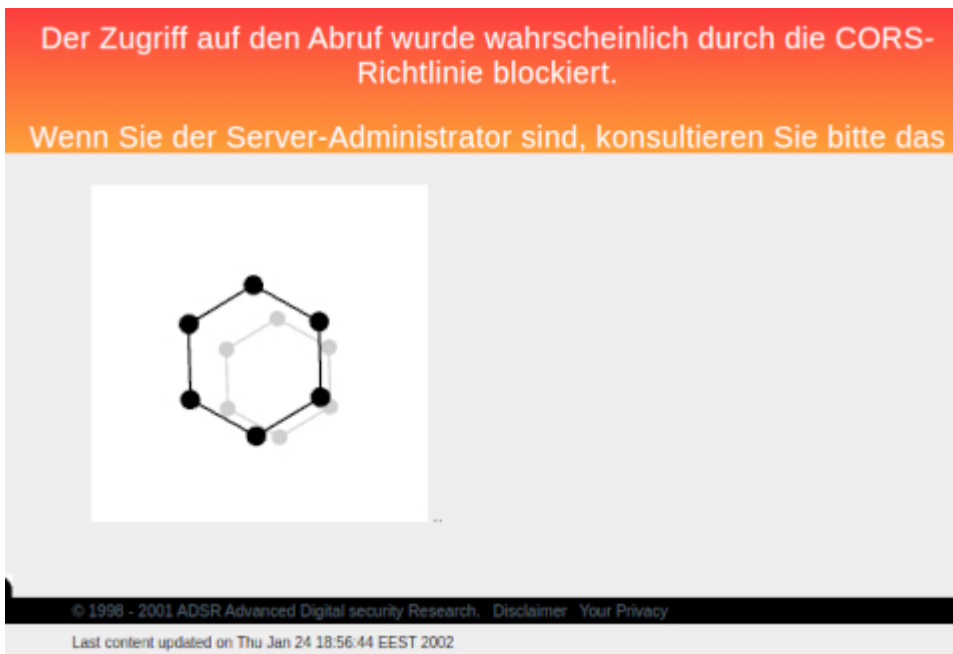 Der Zugriff auf den Abruf wurde wahrscheinlich durch die CORS-
Richtlinie blockiert.
Wenn Sie der Server-Administrator sind, konsultieren Sie bitte das
..
© 1998 - 2001 ADSR Advanced Digital security Research. Disclaimer Your Privacy
Last content updated on Thu Jan 24 18:56:44 EEST 2002